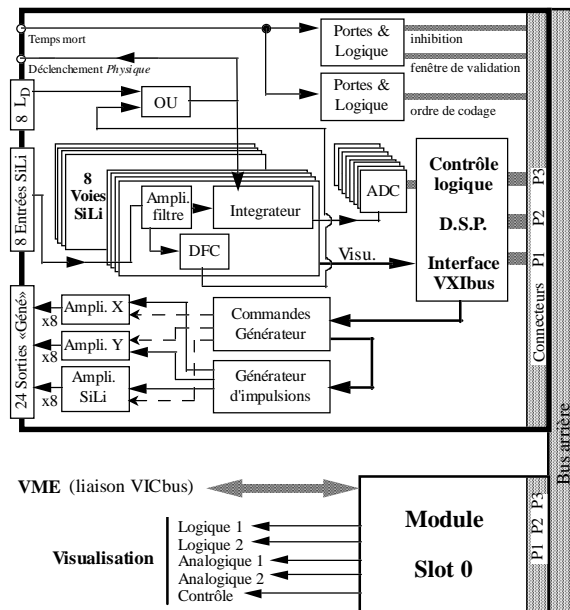 Temps mort
Déclenchement Physique
Portes &
Logique
inhibition
fenêtre de validation
Portes &
Logique
ordre de codage
8 L_D
OU
8 Entrées SiLi
8
Voies
SiLi
Ampli.
filtre
Integrateur
DFC
ADC
Visu.
Contrôle
logique
D.S.P.
Interface
VXIbus
P3
P2
P1
Connecteurs
24 Sorties «Géné»
x8
Ampli. X
x8
Ampli. Y
x8
Ampli.
SiLi
Commandes
Générateur
Générateur
d'impulsions
Bus arrière
VME (liaison VICbus)
Visualisation
Logique 1
Logique 2
Analogique 1
Analogique 2
Contrôle
Module
Slot 0
P1 P2 P3